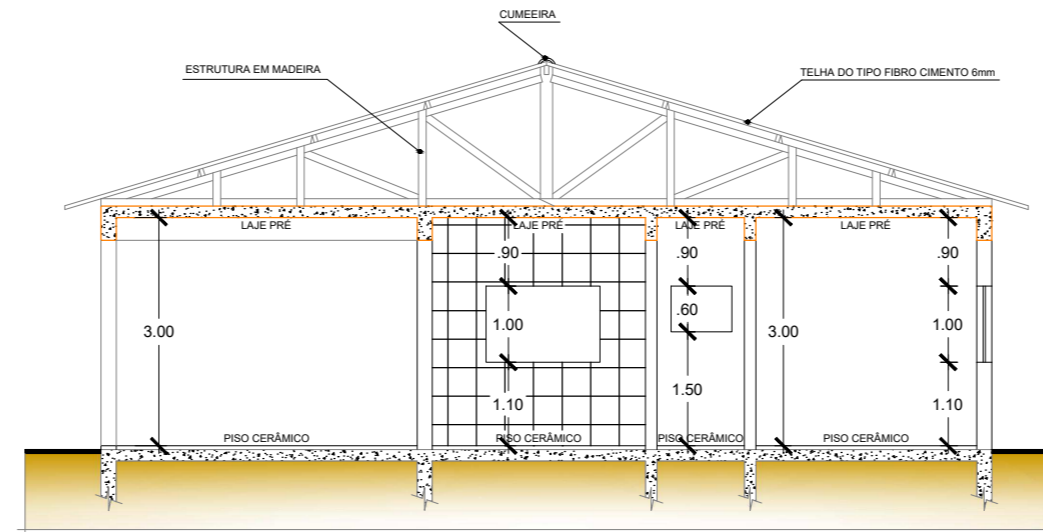 CUMEEIRA
ESTRUTURA EM MADEIRA
TELHA DO TIPO FIBRO CIMENTO 6mm
LAJE PRÉ
LAJE PRÉ
LAJE PRÉ
LAJE PRÉ
.90
.90
.90
3.00
1.00
.60
3.00
1.00
1.10
1.50
1.10
PISO CERÂMICO
PISO CERÂMICO
PISO CERÂMICO
PISO CERÂMICO